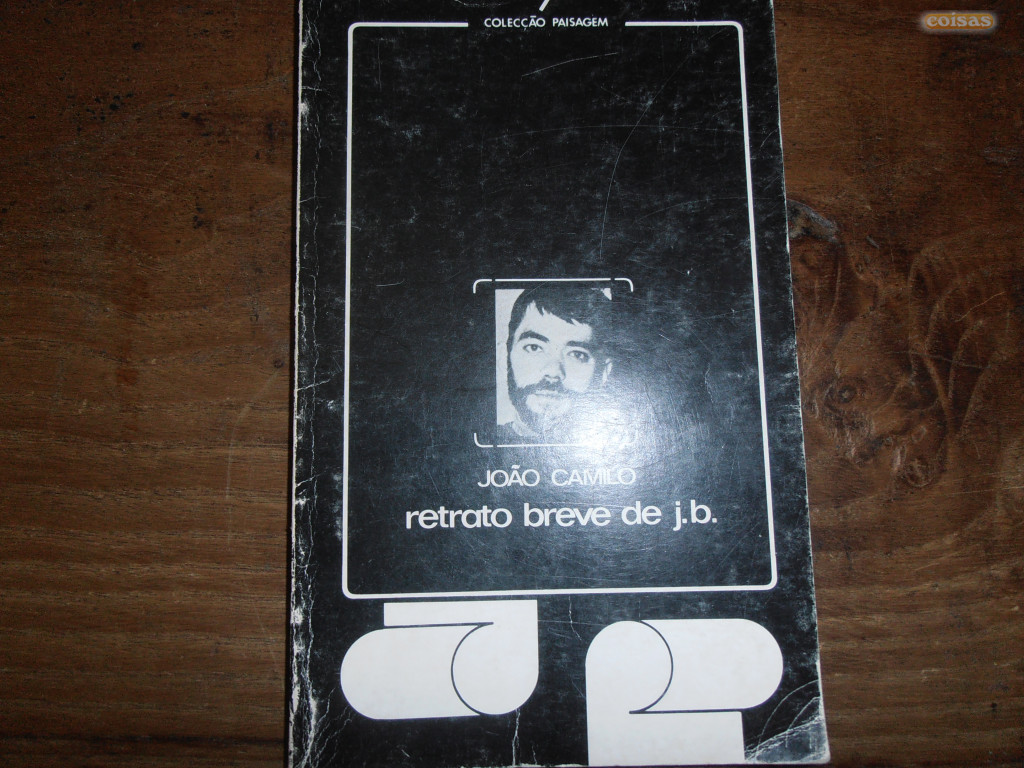 COLECÇÃO PAISAGEM
coisas
JOÃO CAMILO
retrato breve de j.b.